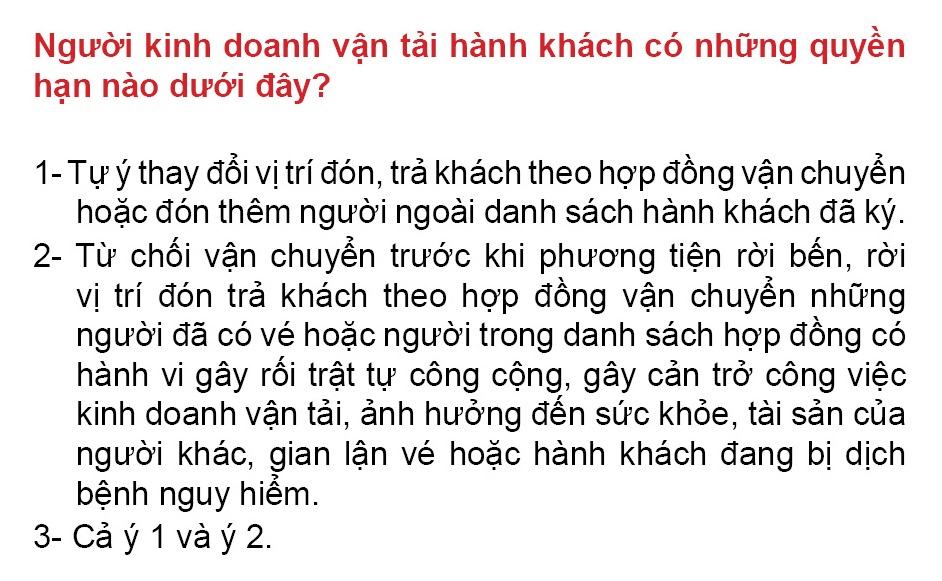 Người kinh doanh vận tải hành khách có những quyền
hạn nào dưới đây?
1- Tự ý thay đổi vị trí đón, trả khách theo hợp đồng vận chuyển
hoặc đón thêm người ngoài danh sách hành khách đã ký.
2- Từ chối vận chuyển trước khi phương tiện rời bến, rời
vị trí đón trả khách theo hợp đồng vận chuyển những
người đã có vé hoặc người trong danh sách hợp đồng có
hành vi gây rối trật tự công cộng, gây cản trở công việc
kinh doanh vận tải, ảnh hưởng đến sức khỏe, tài sản của
người khác, gian lận vé hoặc hành khách đang bị dịch
bệnh nguy hiểm.
3- Cả ý 1 và ý 2.